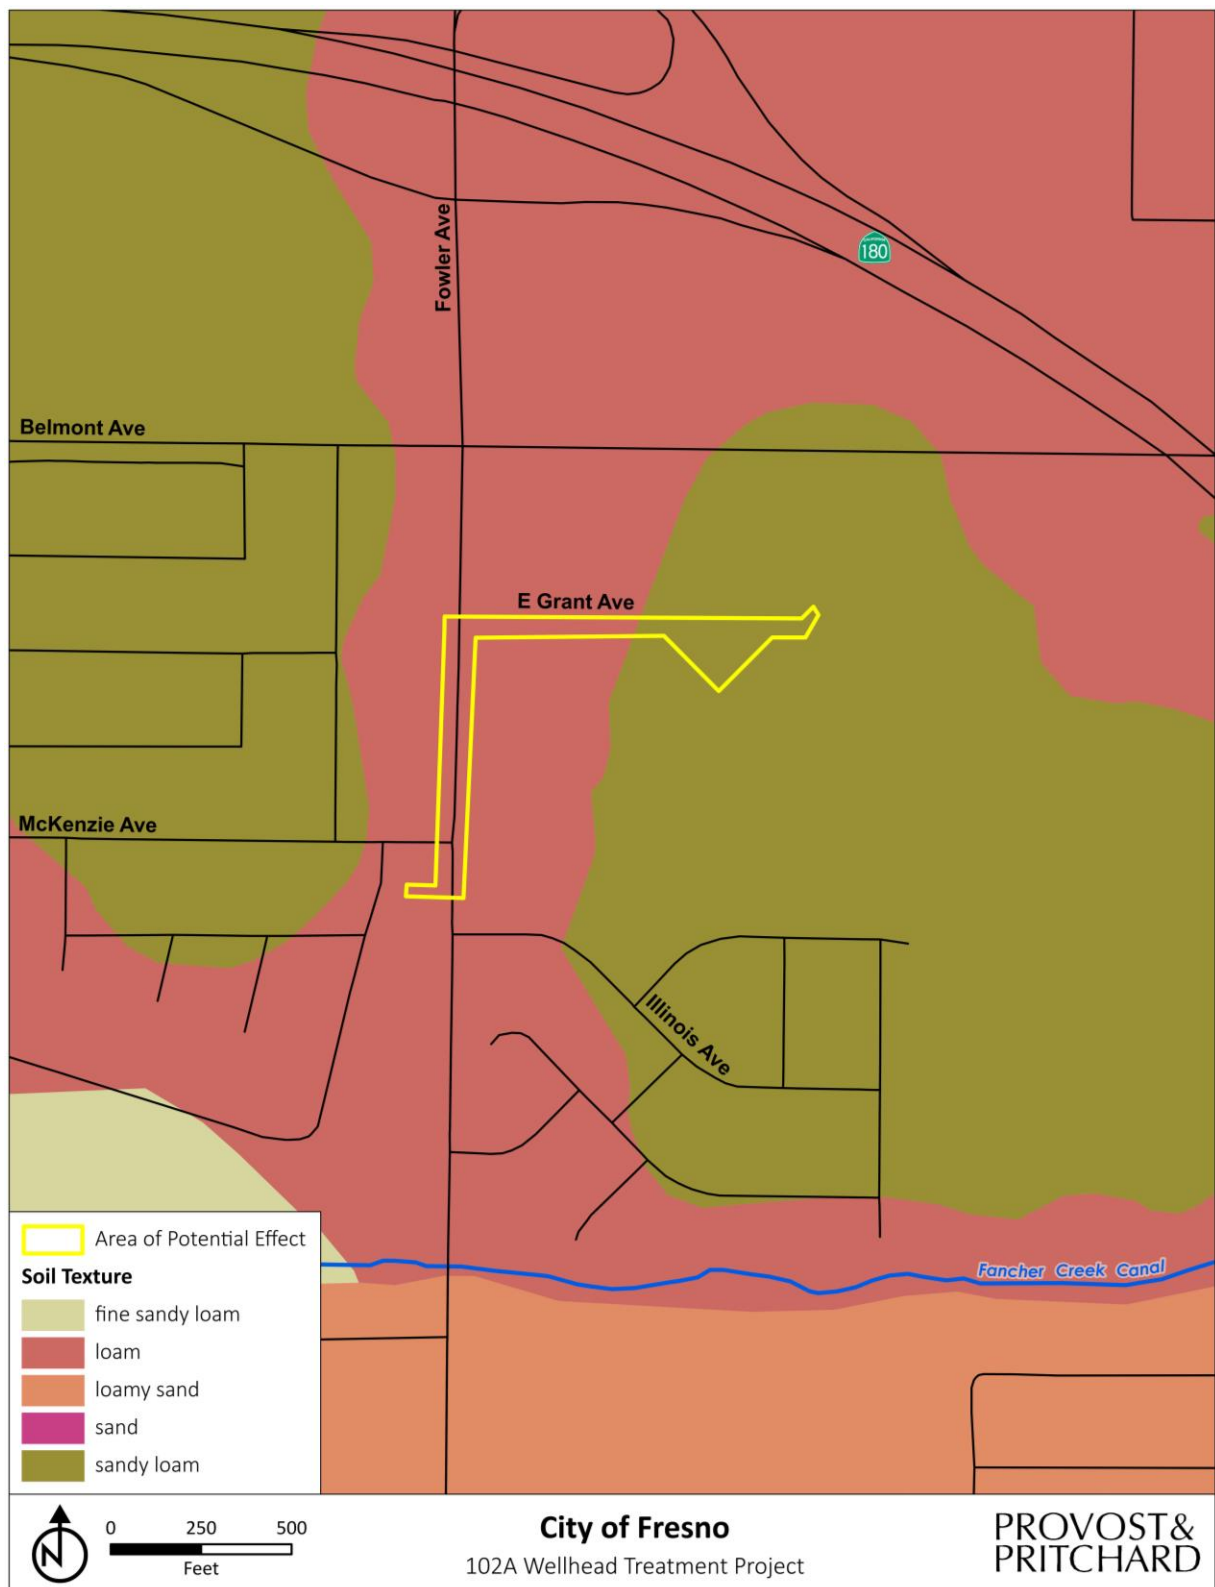 Fowler Ave
CALIFORNIA
180
Belmont Ave
E Grant Ave
McKenzie Ave
Illinois Ave
Fancher Creek Canal
Area of Potential Effect
Soil Texture
fine sandy loam
loam
loamy sand
sand
sandy loam
N
0 250 500
Feet
City of Fresno
102A Wellhead Treatment Project
PROVOST&
PRITCHARD